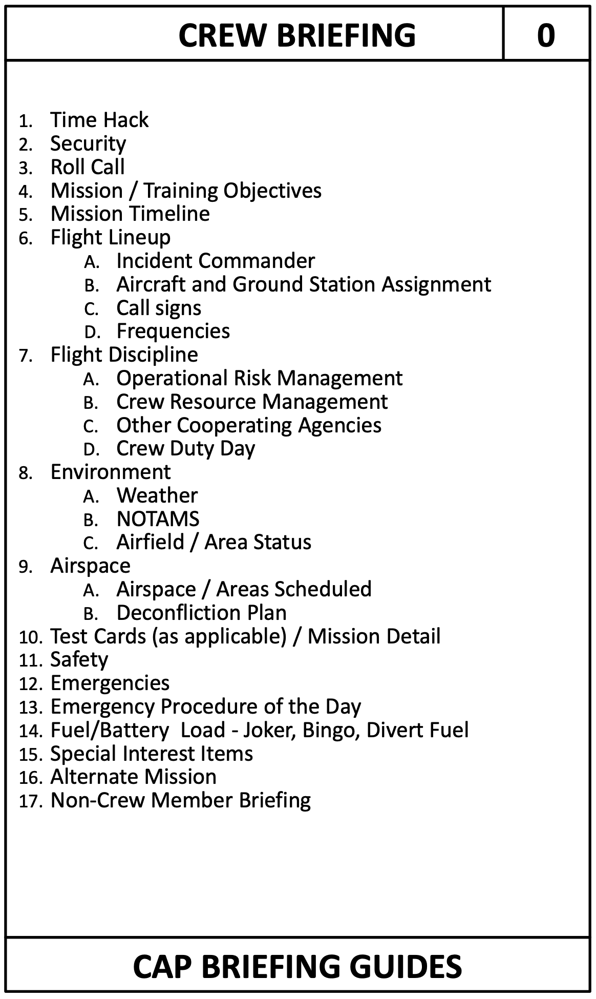 CREW BRIEFING
0
1. Time Hack
2. Security
3. Roll Call
4. Mission / Training Objectives
5. Mission Timeline
6. Flight Lineup
A. Incident Commander
B. Aircraft and Ground Station Assignment
C. Call signs
D. Frequencies
7. Flight Discipline
A. Operational Risk Management
B. Crew Resource Management
C. Other Cooperating Agencies
D. Crew Duty Day
8. Environment
A. Weather
B. NOTAMS
C. Airfield / Area Status
9. Airspace
A. Airspace / Areas Scheduled
B. Deconfliction Plan
10. Test Cards (as applicable) / Mission Detail
11. Safety
12. Emergencies
13. Emergency Procedure of the Day
14. Fuel/Battery  Load - Joker, Bingo, Divert Fuel
15. Special Interest Items
16. Alternate Mission
17. Non-Crew Member Briefing
CAP BRIEFING GUIDES